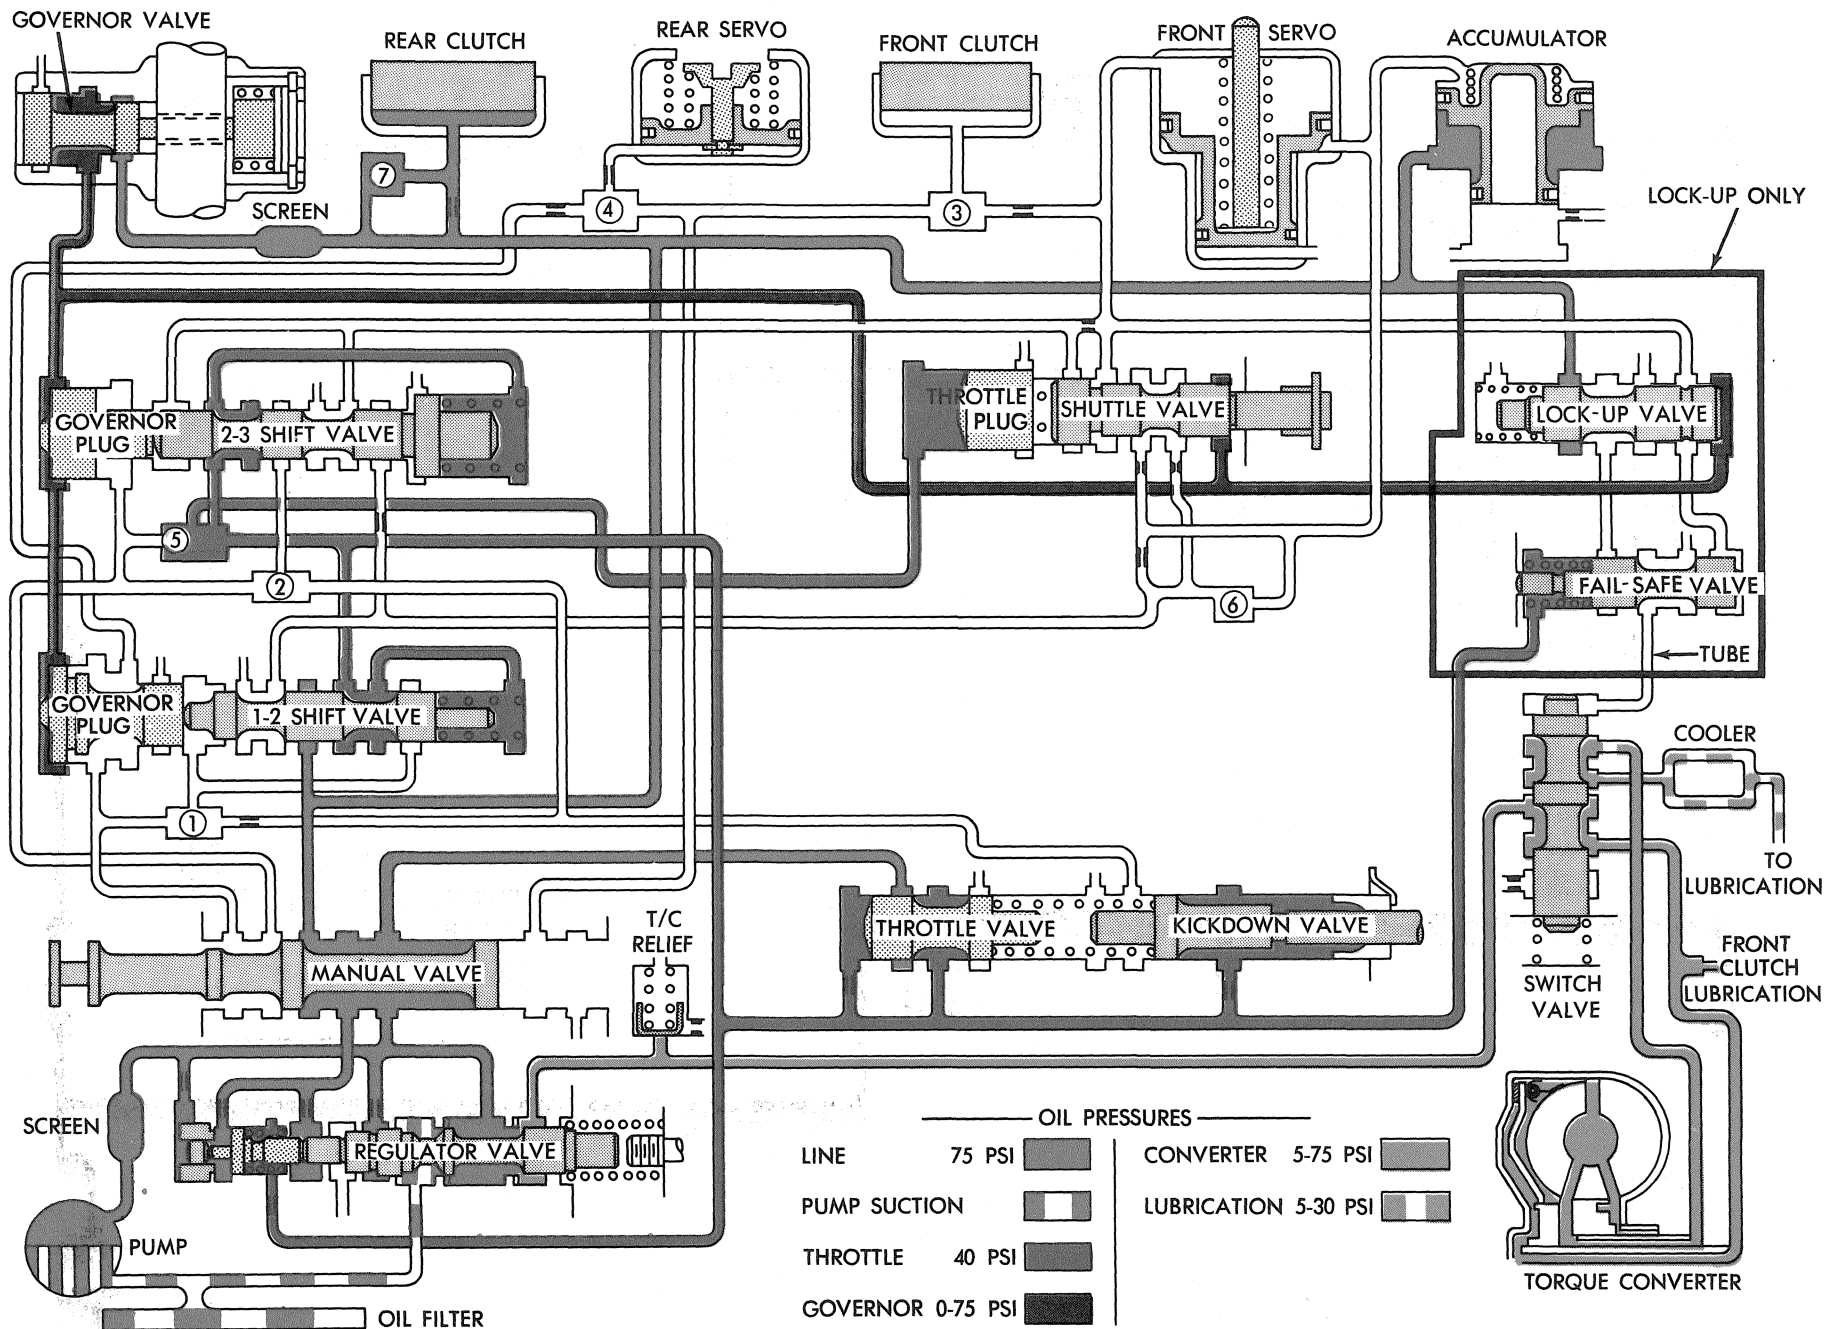 GOVERNOR VALVE
REAR CLUTCH
REAR SERVO
FRONT CLUTCH
FRONT SERVO
ACCUMULATOR
7
SCREEN
4
3
LOCK-UP ONLY
GOVERNOR
PLUG
2-3 SHIFT VALVE
THROTTLE
PLUG
SHUTTLE VALVE
LOCK-UP VALVE
5
2
6
FAIL-SAFE VALVE
TUBE
GOVERNOR
PLUG
1-2 SHIFT VALVE
COOLER
1
TO
LUBRICATION
T/C
RELIEF
THROTTLE VALVE
KICKDOWN VALVE
MANUAL VALVE
SWITCH
VALVE
FRONT
CLUTCH
LUBRICATION
SCREEN
REGULATOR VALVE
PUMP
OIL FILTER
OIL PRESSURES
LINE 75 PSI
PUMP SUCTION
THROTTLE 40 PSI
GOVERNOR 0-75 PSI
CONVERTER 5-75 PSI
LUBRICATION 5-30 PSI
TORQUE CONVERTER